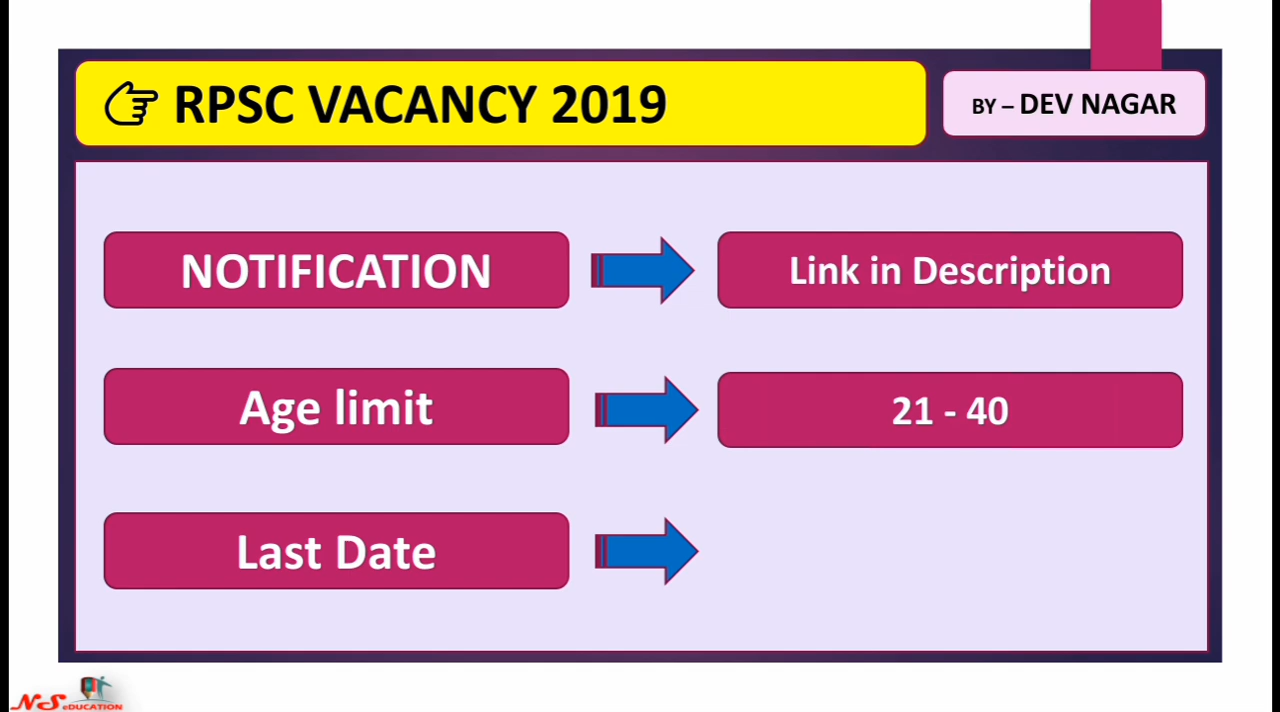 RPSC VACANCY 2019
BY – DEV NAGAR
NOTIFICATION
Link in Description
Age limit
21 - 40
Last Date
NS eDUCATION